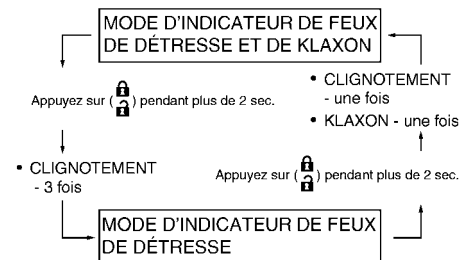 MODE D'INDICATEUR DE FEUX
DE DÉTRESSE ET DE KLAXON
Appuyez sur ( ) pendant plus de 2 sec.
• CLIGNOTEMENT
- 3 fois
MODE D'INDICATEUR DE FEUX
DE DÉTRESSE
Appuyez sur ( ) pendant plus de 2 sec.
• CLIGNOTEMENT
- une fois
• KLAXON - une fois